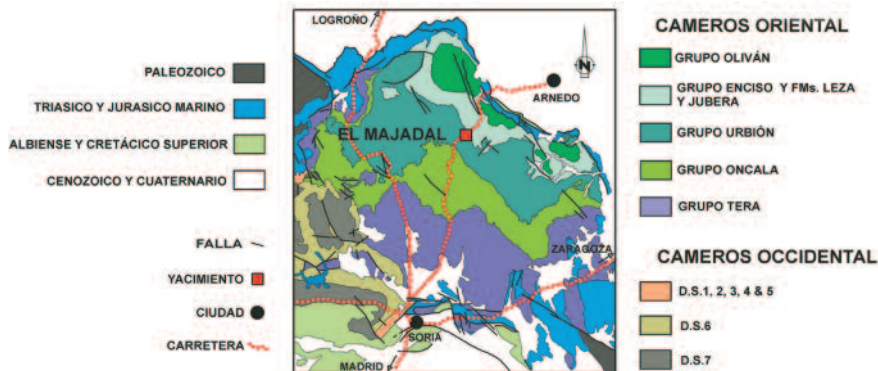 PALEOZOICO
TRIASICO Y JURASICO MARINO
ALBIENSE Y CRETÁCICO SUPERIOR
CENOZOICO Y CUATERNARIO
FALLA
YACIMIENTO
CIUDAD
CARRETERA
LOGROÑO
N
ARNEDO
EL MAJADAL
ZARAGOZA
SORIA
MADRID
CAMEROS ORIENTAL
GRUPO OLIVÁN
GRUPO ENCISO Y FMs. LEZA
Y JUBERA
GRUPO URBIÓN
GRUPO ONCALA
GRUPO TERA
CAMEROS OCCIDENTAL
D.S.1, 2, 3, 4 & 5
D.S.6
D.S.7